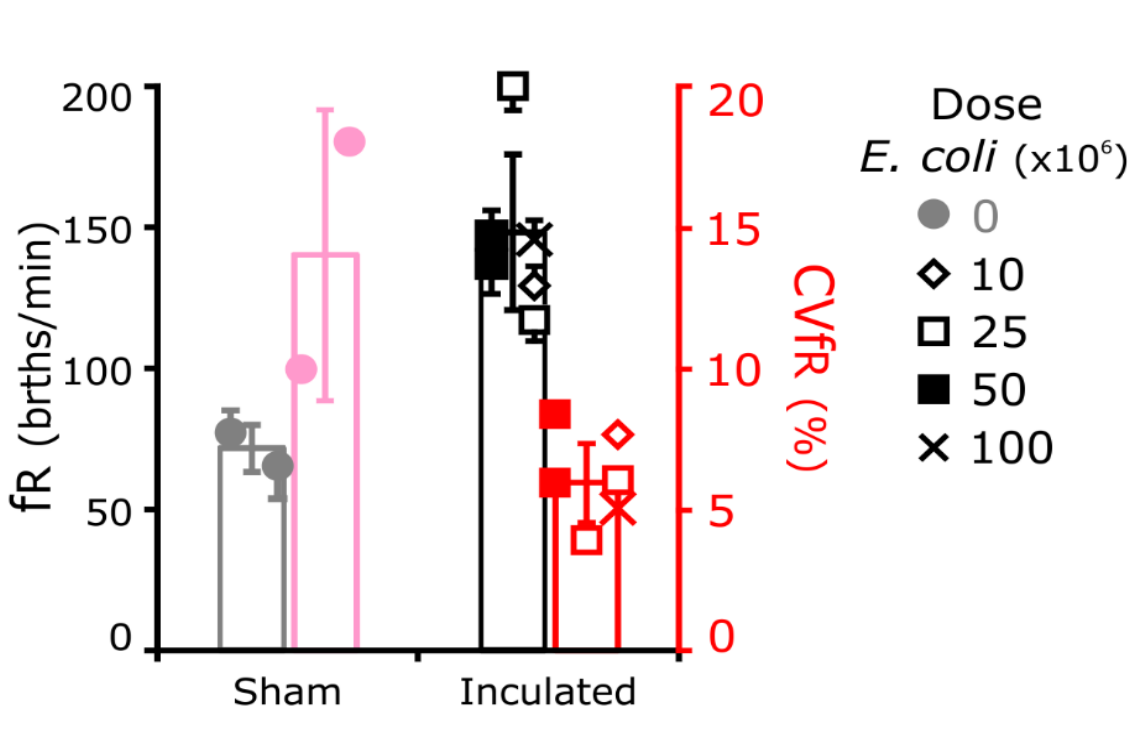 200
150
100
50
0
fR (brths/min)
Sham
Inculated
20
15
10
5
0
CVfR (%)
Dose
E. coli (x10⁶)
0
10
25
50
100